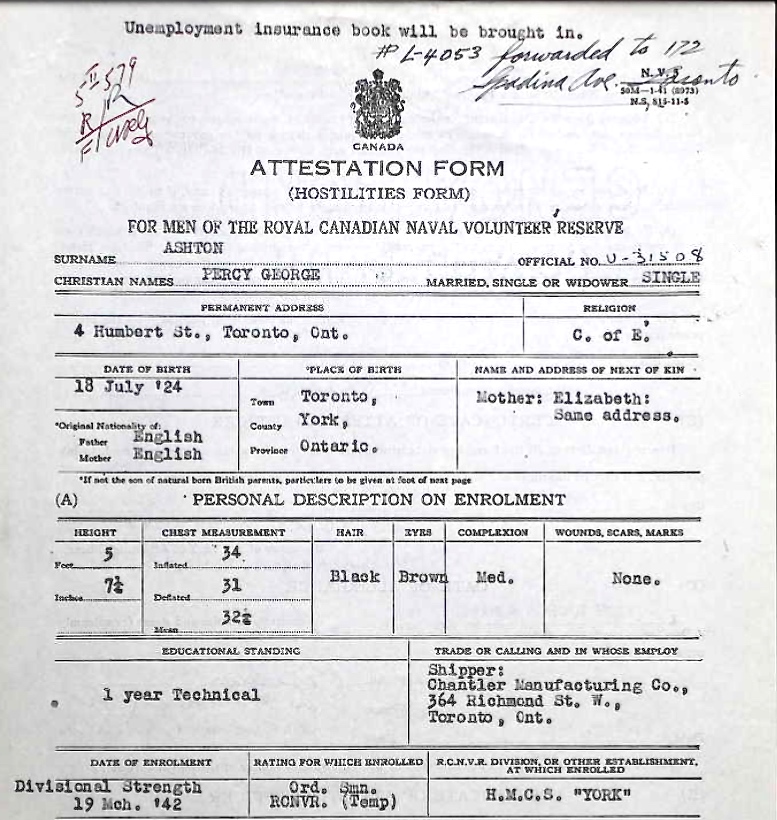 Unemployment insurance book will be brought in.
# L-4053 forwarded to 172
Spadina Ave. Toronto
N.V. 5
50M—1-41 (8973)
N.S. 815-11-5
5 II 579
R
R
F
CANADA
ATTESTATION FORM
(HOSTILITIES FORM)
FOR MEN OF THE ROYAL CANADIAN NAVAL VOLUNTEER RESERVE
SURNAME ASHTON OFFICIAL NO. V-31508
CHRISTIAN NAMES PERCY GEORGE MARRIED, SINGLE OR WIDOWER SINGLE
PERMANENT ADDRESS RELIGION
4 Humbert St., Toronto, Ont. C. of E.
DATE OF BIRTH *PLACE OF BIRTH NAME AND ADDRESS OF NEXT OF KIN
18 July '24 Town Toronto, Mother: Elizabeth:
Same address.
*Original Nationality of: County York,
Father English
Mother English Province Ontario.
*If not the son of natural born British parents, particulers to be given at foot of next page
(A) PERSONAL DESCRIPTION ON ENROLMENT
HEIGHT CHEST MEASUREMENT HAIR EYES COMPLEXION WOUNDS, SCARS, MARKS
Feet 5 Inflated 34 Black Brown Med. None.
Inches 7½ Deflated 31
Mean 32½
EDUCATIONAL STANDING TRADE OR CALLING AND IN WHOSE EMPLOY
1 year Technical Shipper:
Chantler Manufacturing Co.,
364 Richmond St. W.,
Toronto, Ont.
DATE OF ENROLMENT RATING FOR WHICH ENROLLED R.C.N.V.R. DIVISION, OR OTHER ESTABLISHMENT,
AT WHICH ENROLLED
Divisional Strength Ord. Smn. H.M.C.S. "YORK"
19 Mch. '42 RCNVR. (Temp)